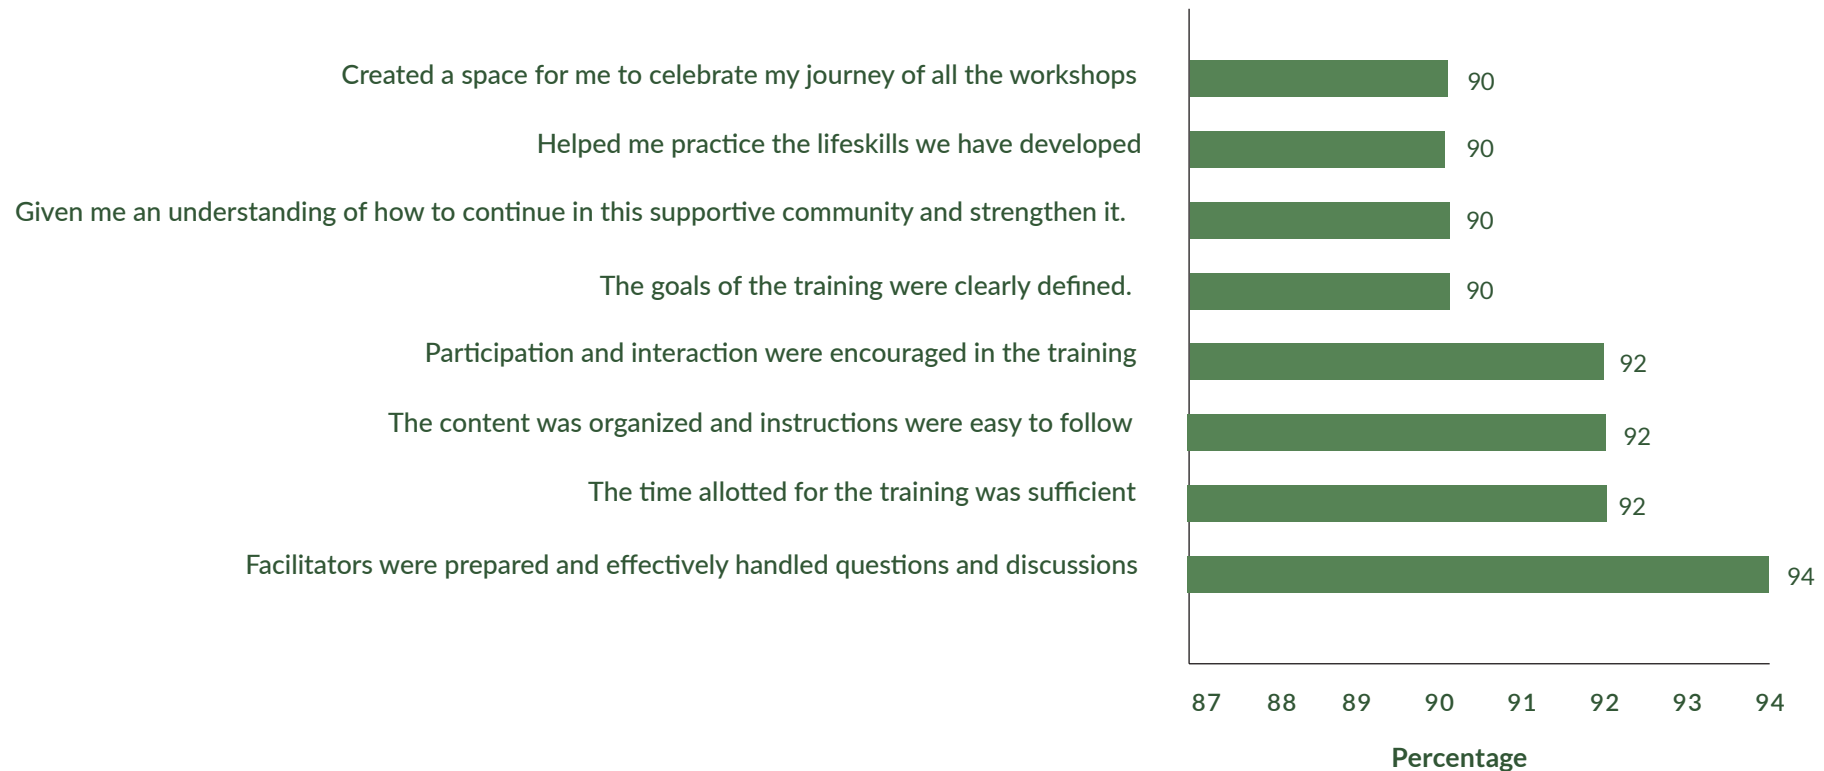 Created a space for me to celebrate my journey of all the workshops 90
Helped me practice the lifeskills we have developed 90
Given me an understanding of how to continue in this supportive community and strengthen it. 90
The goals of the training were clearly defined. 90
Participation and interaction were encouraged in the training 92
The content was organized and instructions were easy to follow 92
The time allotted for the training was sufficient 92
Facilitators were prepared and effectively handled questions and discussions 94
87 88 89 90 91 92 93 94
Percentage